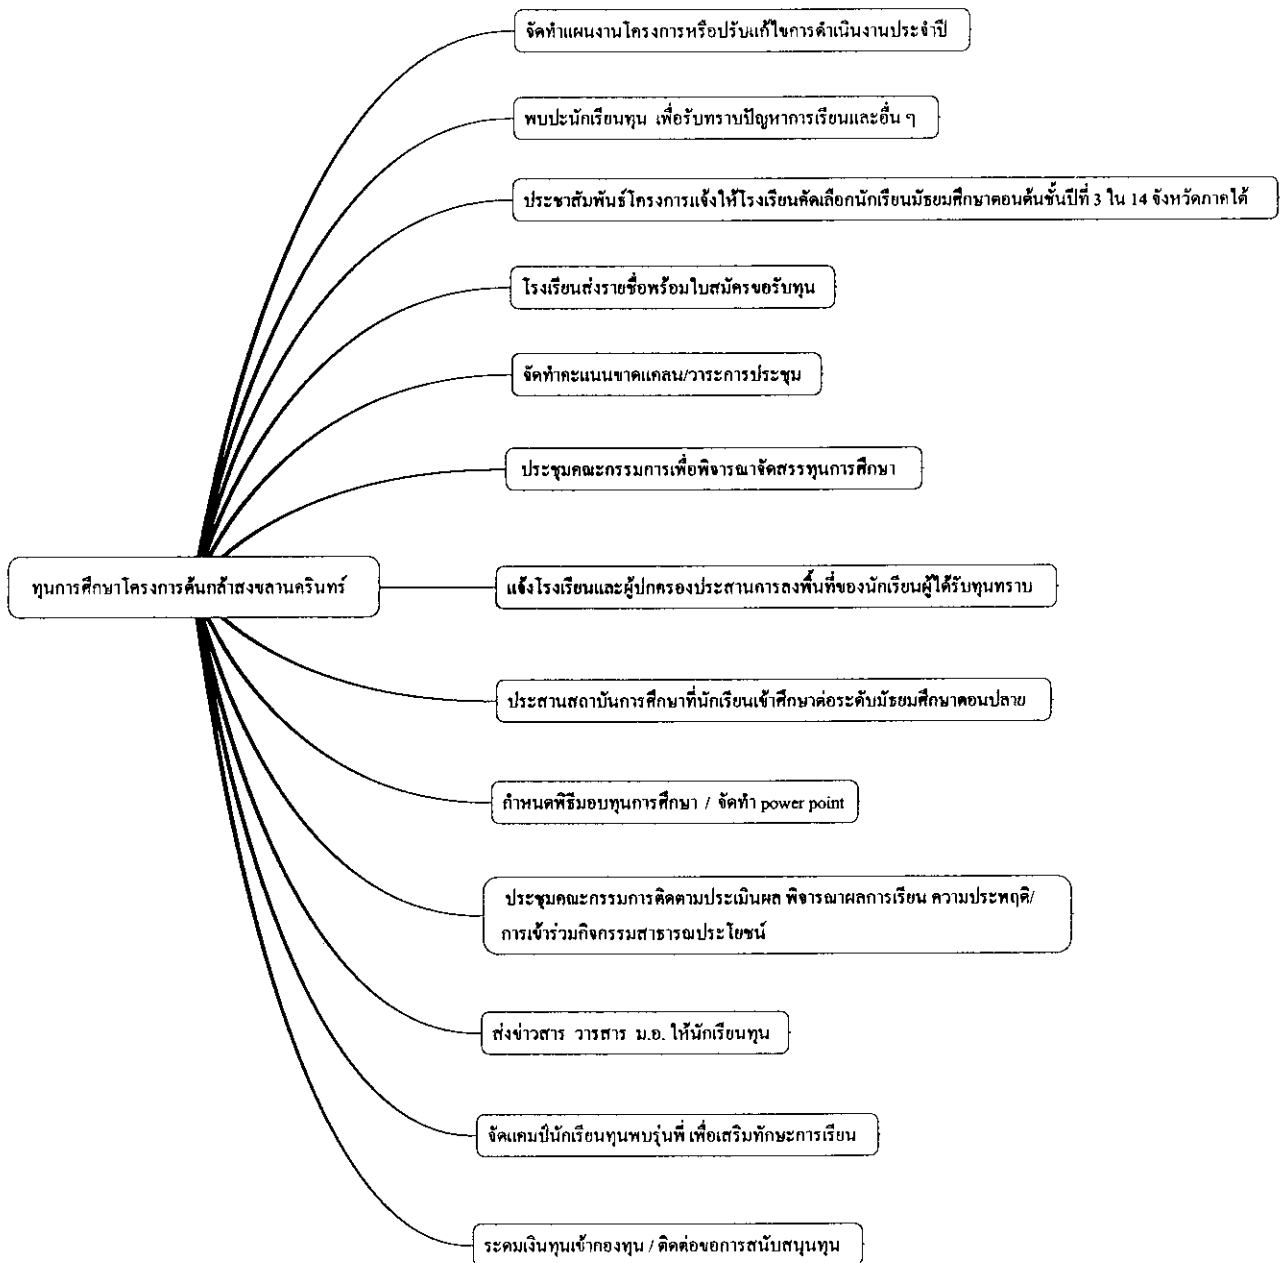 จัดทำแผนงานโครงการหรือปรับแก้ไขการดำเนินงานประจำปี
พบปะนักเรียนทุน เพื่อรับทราบปัญหาการเรียนและอื่น ๆ
ประชาสัมพันธ์โครงการแจ้งให้โรงเรียนคัดเลือกนักเรียนมัธยมศึกษาตอนต้นชั้นปีที่ 3 ใน 14 จังหวัดภาคใต้
โรงเรียนส่งรายชื่อพร้อมใบสมัครขอรับทุน
จัดทำคะแนนขาดแคลน/วาระการประชุม
ประชุมคณะกรรมการเพื่อพิจารณาจัดสรรทุนการศึกษา
ทุนการศึกษาโครงการต้นกล้าสงขลานครินทร์
แจ้งโรงเรียนและผู้ปกครองประสานการลงพื้นที่ของนักเรียนผู้ได้รับทุนทราบ
ประสานสถาบันการศึกษาที่นักเรียนเข้าศึกษาต่อระดับมัธยมศึกษาตอนปลาย
กำหนดพิธีมอบทุนการศึกษา / จัดทำ power point
ประชุมคณะกรรมการติดตามประเมินผล พิจารณาผลการเรียน ความประพฤติ/
การเข้าร่วมกิจกรรมสาธารณประโยชน์
ส่งข่าวสาร วารสาร ม.อ. ให้นักเรียนทุน
จัดแคมป์นักเรียนทุนพบรุ่นพี่ เพื่อเสริมทักษะการเรียน
ระดมเงินทุนเข้ากองทุน / ติดต่อขอการสนับสนุนทุน